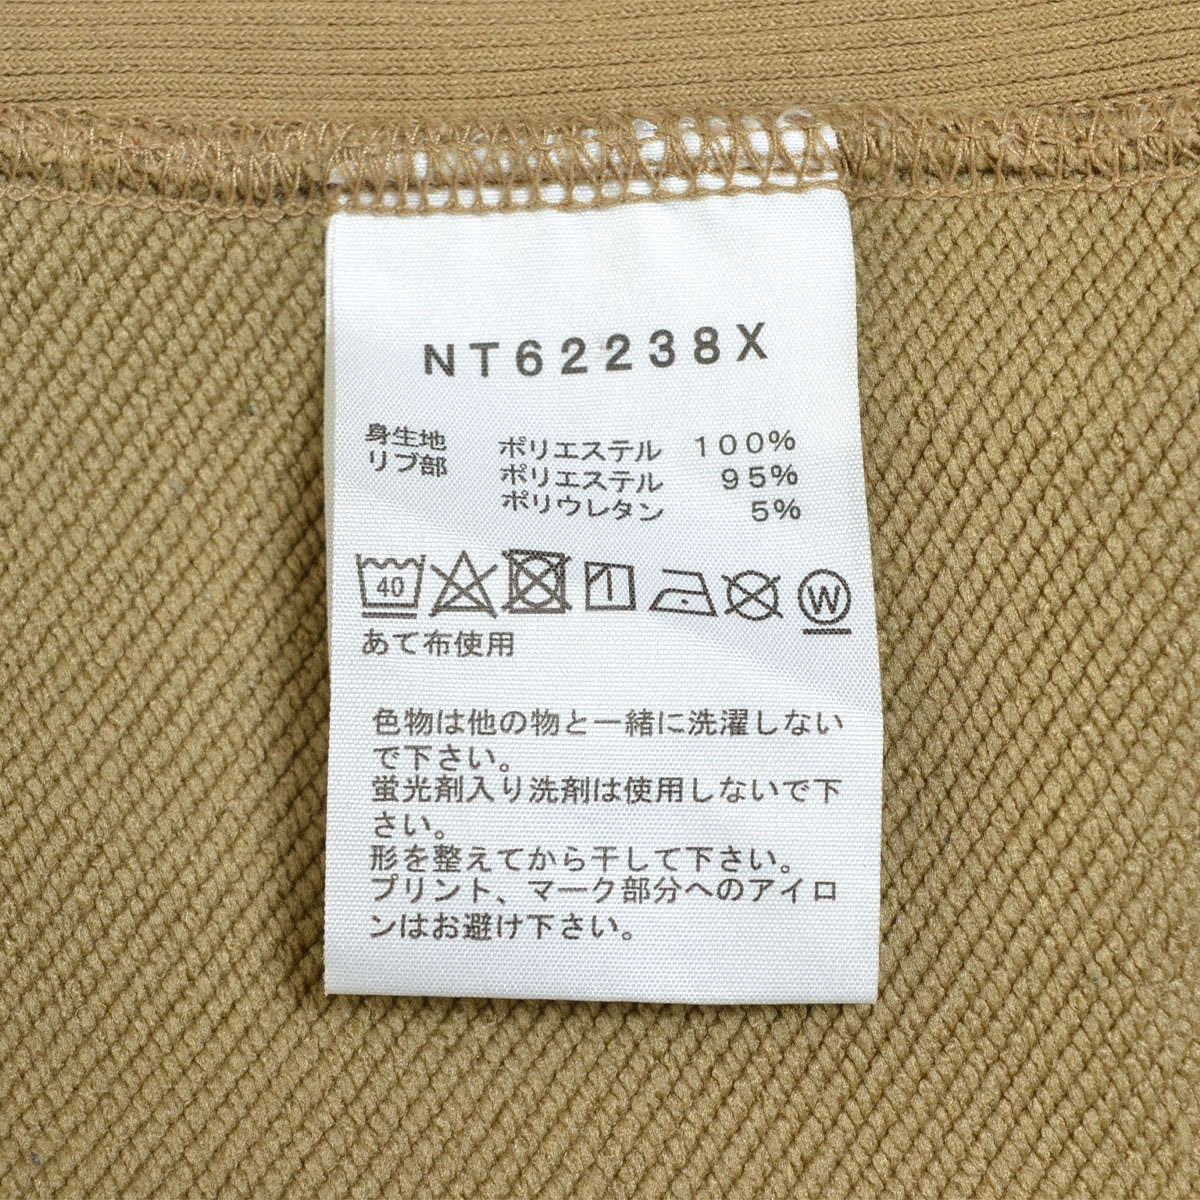 NT62238X
身生地 ポリエステル 100%
リブ部 ポリエステル 95%
ポリウレタン 5%
40 W
あて布使用
色物は他の物と一緒に洗濯しない
で下さい。
蛍光剤入り洗剤は使用しないで下
さい。
形を整えてから干して下さい。
プリント、マーク部分へのアイロ
ンはお避け下さい。